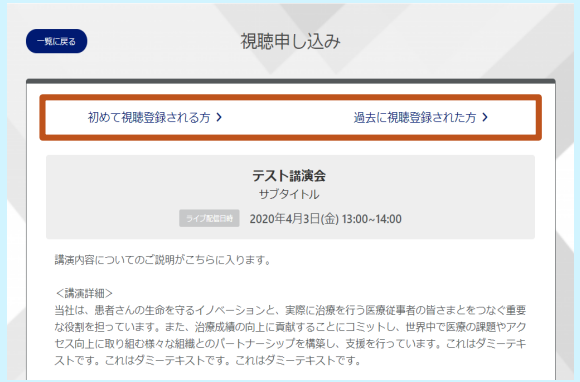 一覧に戻る
視聴申し込み
初めて視聴登録される方
過去に視聴登録された方
テスト講演会
サブタイトル
ライブ配信日時 2020年4月3日(金) 13:00~14:00
講演内容についてのご説明がこちらに入ります。
＜講演詳細＞
当社は、患者さんの生命を守るイノベーションと、実際に治療を行う医療従事者の皆さまとをつなぐ重要
な役割を担っています。また、治療成績の向上に貢献することにコミットし、世界中で医療の課題やアク
セス向上に取り組む様々な組織とのパートナーシップを構築し、支援を行っています。これはダミーテキ
ストです。これはダミーテキストです。これはダミーテキストです。